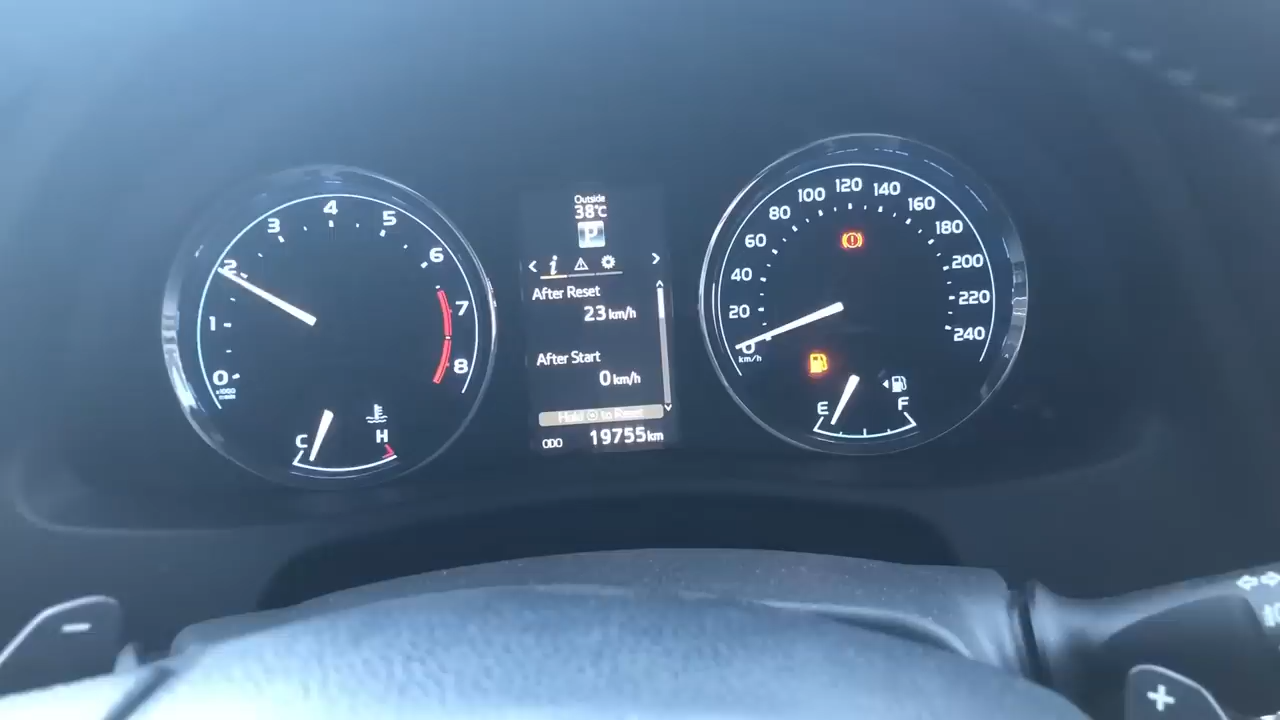 0
1
2
3
4
5
6
7
8
x1000
r/min
C
H
Outside
38°C
P
After Reset
23 km/h
After Start
0 km/h
Hold to Reset
ODO 19755 km
0
20
40
60
80
100
120
140
160
180
200
220
240
km/h
E
F
-
+